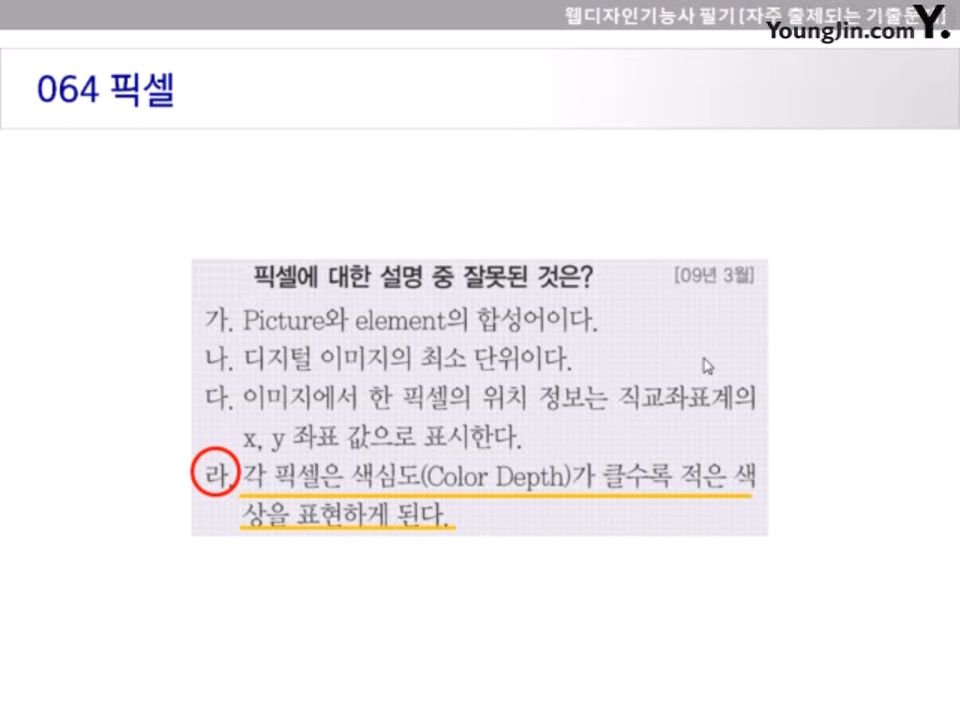 웹디자인기능사 필기 [자주 출제되는 기출문제]
YoungJin.com Y.
064 픽셀
픽셀에 대한 설명 중 잘못된 것은? [09년 3월]
가. Picture와 element의 합성어이다.
나. 디지털 이미지의 최소 단위이다.
다. 이미지에서 한 픽셀의 위치 정보는 직교좌표계의
x, y 좌표 값으로 표시한다.
라. 각 픽셀은 색심도(Color Depth)가 클수록 적은 색
상을 표현하게 된다.